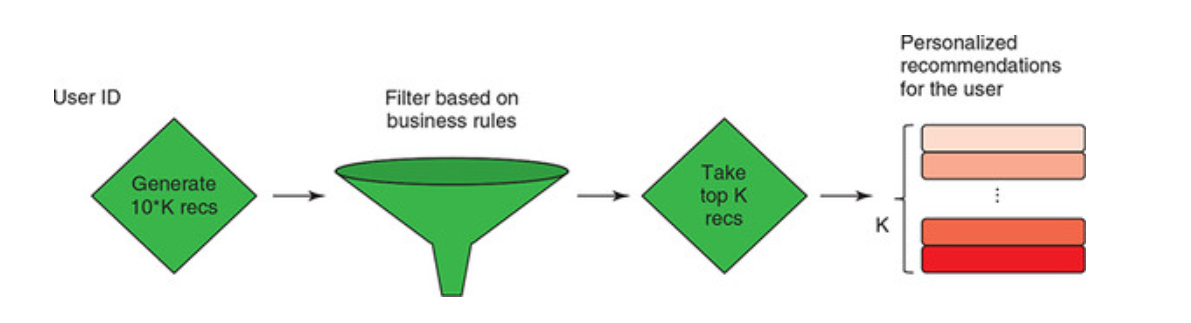 User ID
Generate
10*K recs
Filter based on
business rules
Take
top K
recs
Personalized
recommendations
for the user
⋮
K